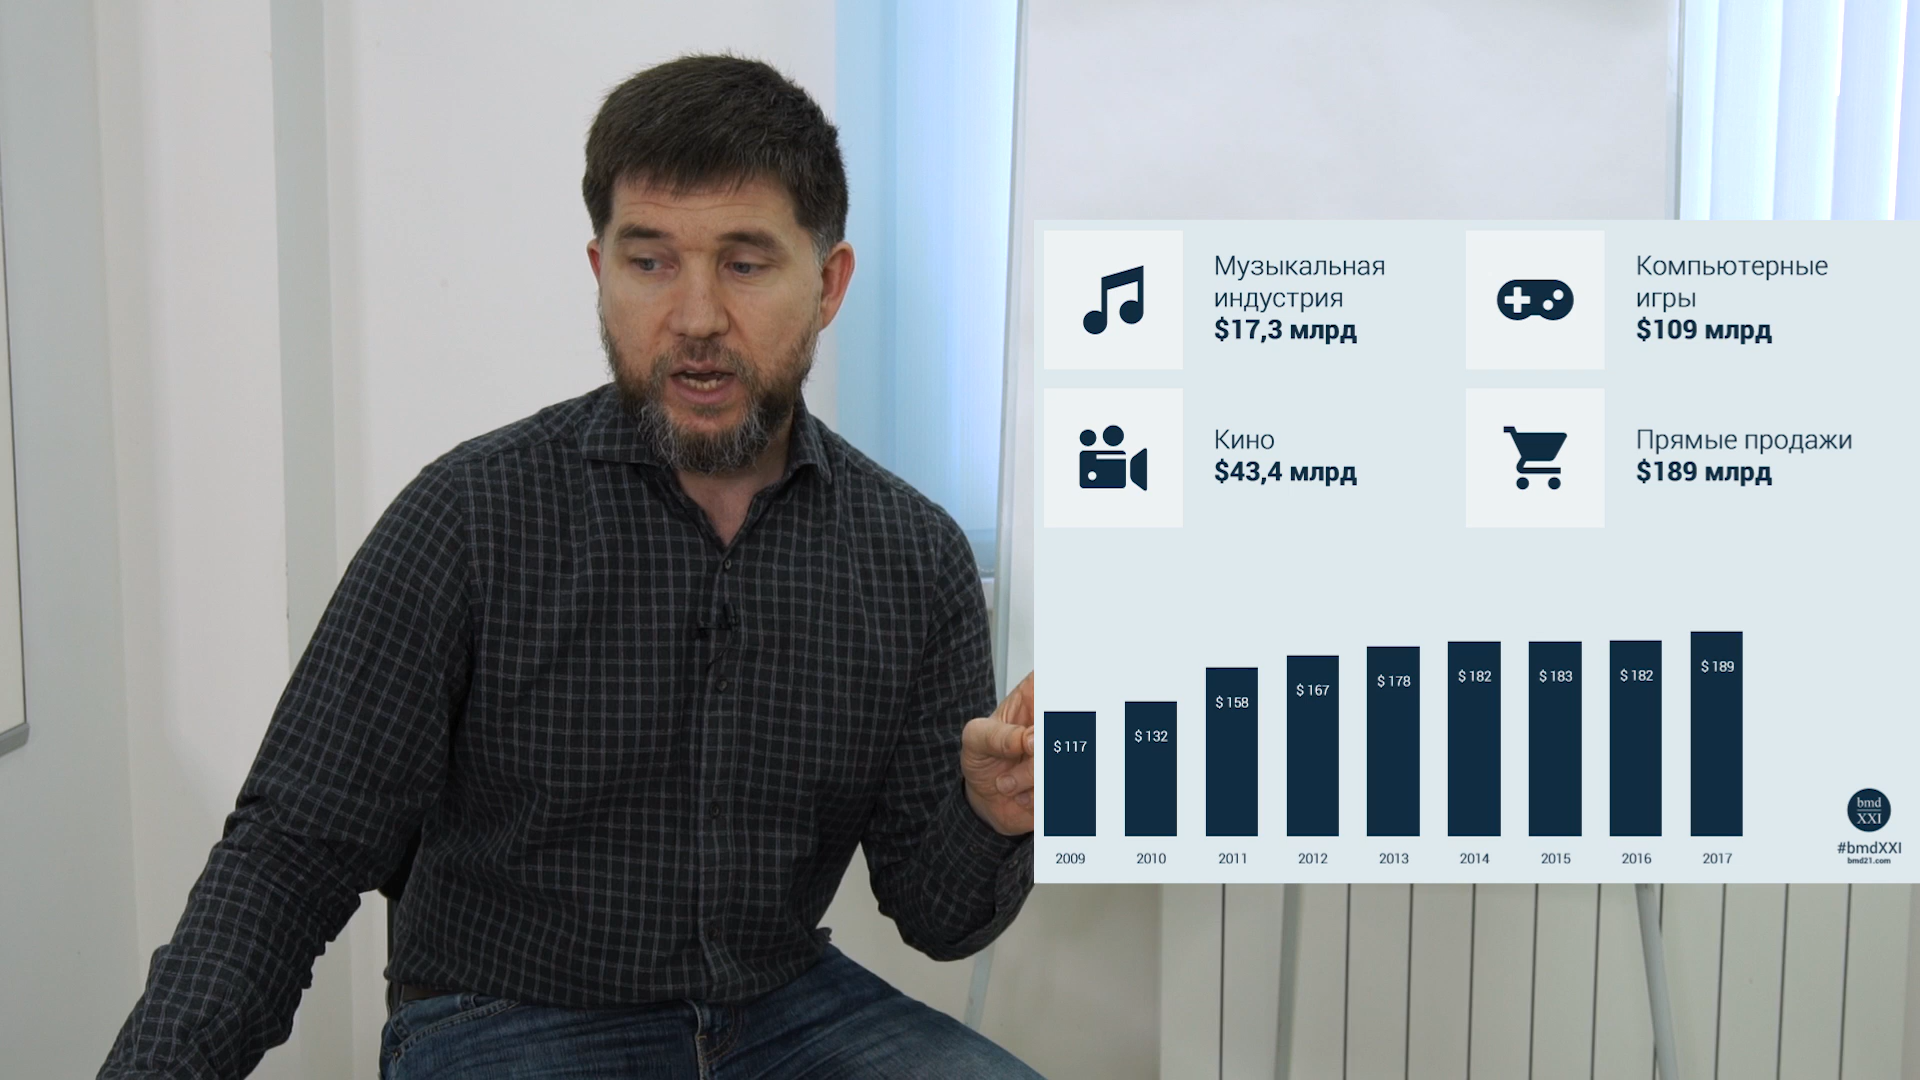 Музыкальная
индустрия
$17,3 млрд
Компьютерные
игры
$109 млрд
Кино
$43,4 млрд
Прямые продажи
$189 млрд
$ 117
$ 132
$ 158
$ 167
$ 178
$ 182
$ 183
$ 182
$ 189
2009
2010
2011
2012
2013
2014
2015
2016
2017
bmd
XXI
#bmdXXI
bmd21.com